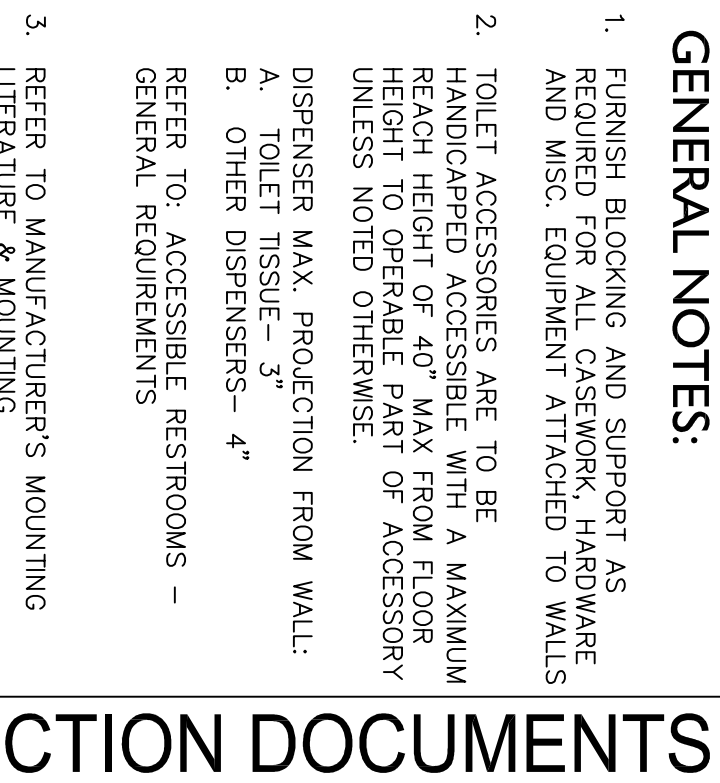 GENERAL NOTES:
1. FURNISH BLOCKING AND SUPPORT AS
REQUIRED FOR ALL CASEWORK, HARDWARE
AND MISC. EQUIPMENT ATTACHED TO WALLS
2. TOILET ACCESSORIES ARE TO BE
HANDICAPPED ACCESSIBLE WITH A MAXIMUM
REACH HEIGHT OF 40" MAX FROM FLOOR
HEIGHT TO OPERABLE PART OF ACCESSORY
UNLESS NOTED OTHERWISE.
DISPENSER MAX. PROJECTION FROM WALL:
A. TOILET TISSUE– 3"
B. OTHER DISPENSERS– 4"
REFER TO: ACCESSIBLE RESTROOMS –
GENERAL REQUIREMENTS
3. REFER TO MANUFACTURER'S MOUNTING
LITERATURE & MOUNTING
CTION DOCUMENTS